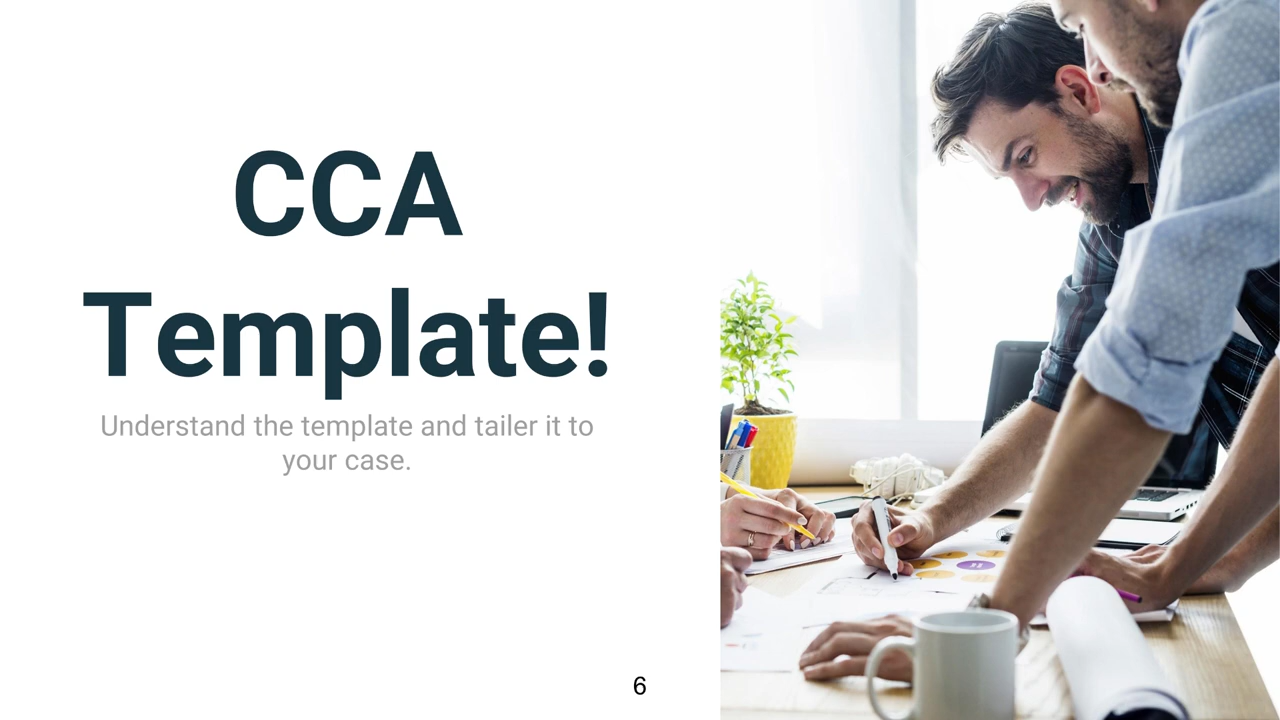 CCA
Template!
Understand the template and tailer it to
your case.
6